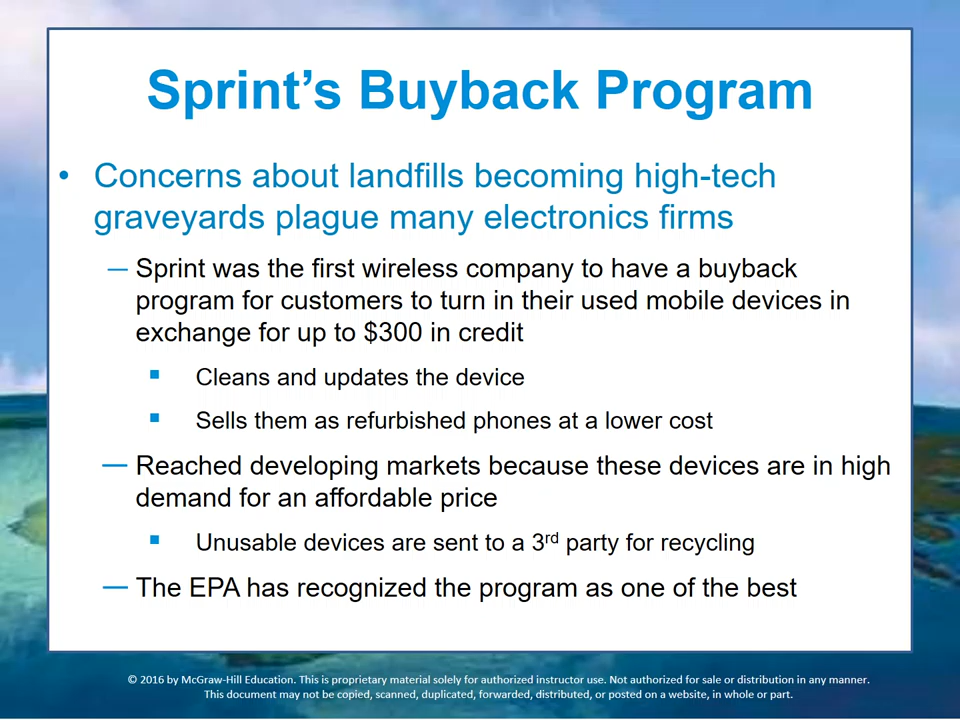 Sprint’s Buyback Program
• Concerns about landfills becoming high-tech
graveyards plague many electronics firms
— Sprint was the first wireless company to have a buyback
program for customers to turn in their used mobile devices in
exchange for up to $300 in credit
▪ Cleans and updates the device
▪ Sells them as refurbished phones at a lower cost
— Reached developing markets because these devices are in high
demand for an affordable price
▪ Unusable devices are sent to a 3rd party for recycling
— The EPA has recognized the program as one of the best
© 2016 by McGraw-Hill Education. This is proprietary material solely for authorized instructor use. Not authorized for sale or distribution in any manner.
This document may not be copied, scanned, duplicated, forwarded, distributed, or posted on a website, in whole or part.